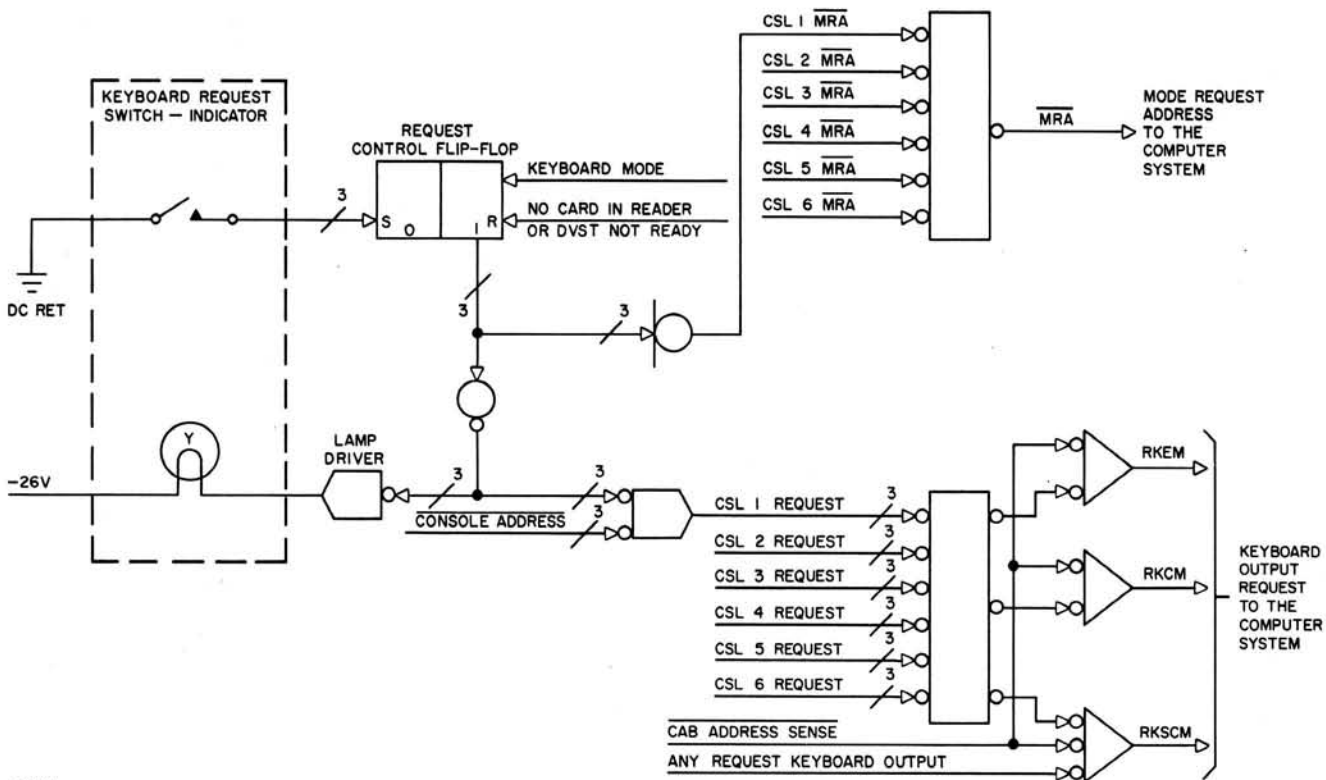 KEYBOARD REQUEST
SWITCH — INDICATOR
DC RET
3
REQUEST
CONTROL FLIP-FLOP
S
O
I
R
KEYBOARD MODE
NO CARD IN READER
OR DVST NOT READY
3
3
CSL 1 MRA
CSL 2 MRA
CSL 3 MRA
CSL 4 MRA
CSL 5 MRA
CSL 6 MRA
MRA
MODE REQUEST
ADDRESS
TO THE
COMPUTER
SYSTEM
Y
-26V
LAMP
DRIVER
3
3
CONSOLE ADDRESS
3
CSL 1 REQUEST
3
CSL 2 REQUEST
3
CSL 3 REQUEST
3
CSL 4 REQUEST
3
CSL 5 REQUEST
3
CSL 6 REQUEST
3
CAB ADDRESS SENSE
ANY REQUEST KEYBOARD OUTPUT
RKEM
RKCM
RKSCM
KEYBOARD
OUTPUT
REQUEST
TO THE
COMPUTER
SYSTEM